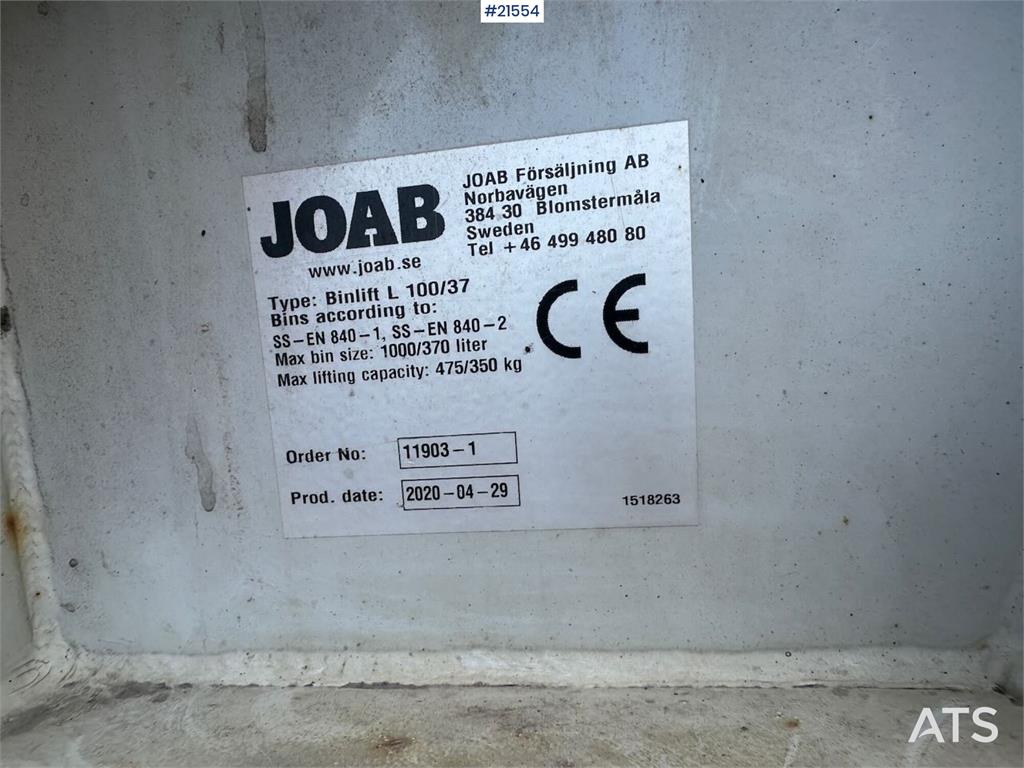 #21554
JOAB
www.joab.se
JOAB Försäljning AB
Norbavägen
384 30 Blomstermåla
Sweden
Tel +46 499 480 80
Type: Binlift L 100/37
Bins according to:
SS-EN 840-1, SS-EN 840-2
Max bin size: 1000/370 liter
Max lifting capacity: 475/350 kg
CE
Order No: 11903-1
Prod. date: 2020-04-29
1518263
ATS